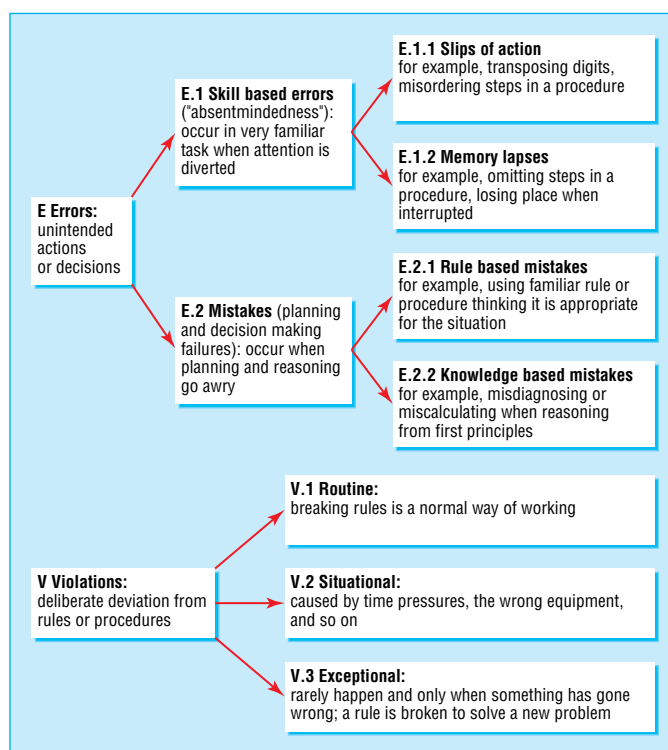 E.1.1 Slips of action
for example, transposing digits,
misordering steps in a procedure
E.1 Skill based errors
("absentmindedness"):
occur in very familiar
task when attention is
diverted
E.1.2 Memory lapses
for example, omitting steps in a
procedure, losing place when
interrupted
E Errors:
unintended
actions
or decisions
E.2.1 Rule based mistakes
for example, using familiar rule or
procedure thinking it is appropriate
for the situation
E.2 Mistakes (planning
and decision making
failures): occur when
planning and reasoning
go awry
E.2.2 Knowledge based mistakes
for example, misdiagnosing or
miscalculating when reasoning
from first principles
V.1 Routine:
breaking rules is a normal way of working
V Violations:
deliberate deviation from
rules or procedures
V.2 Situational:
caused by time pressures, the wrong equipment,
and so on
V.3 Exceptional:
rarely happen and only when something has gone
wrong; a rule is broken to solve a new problem